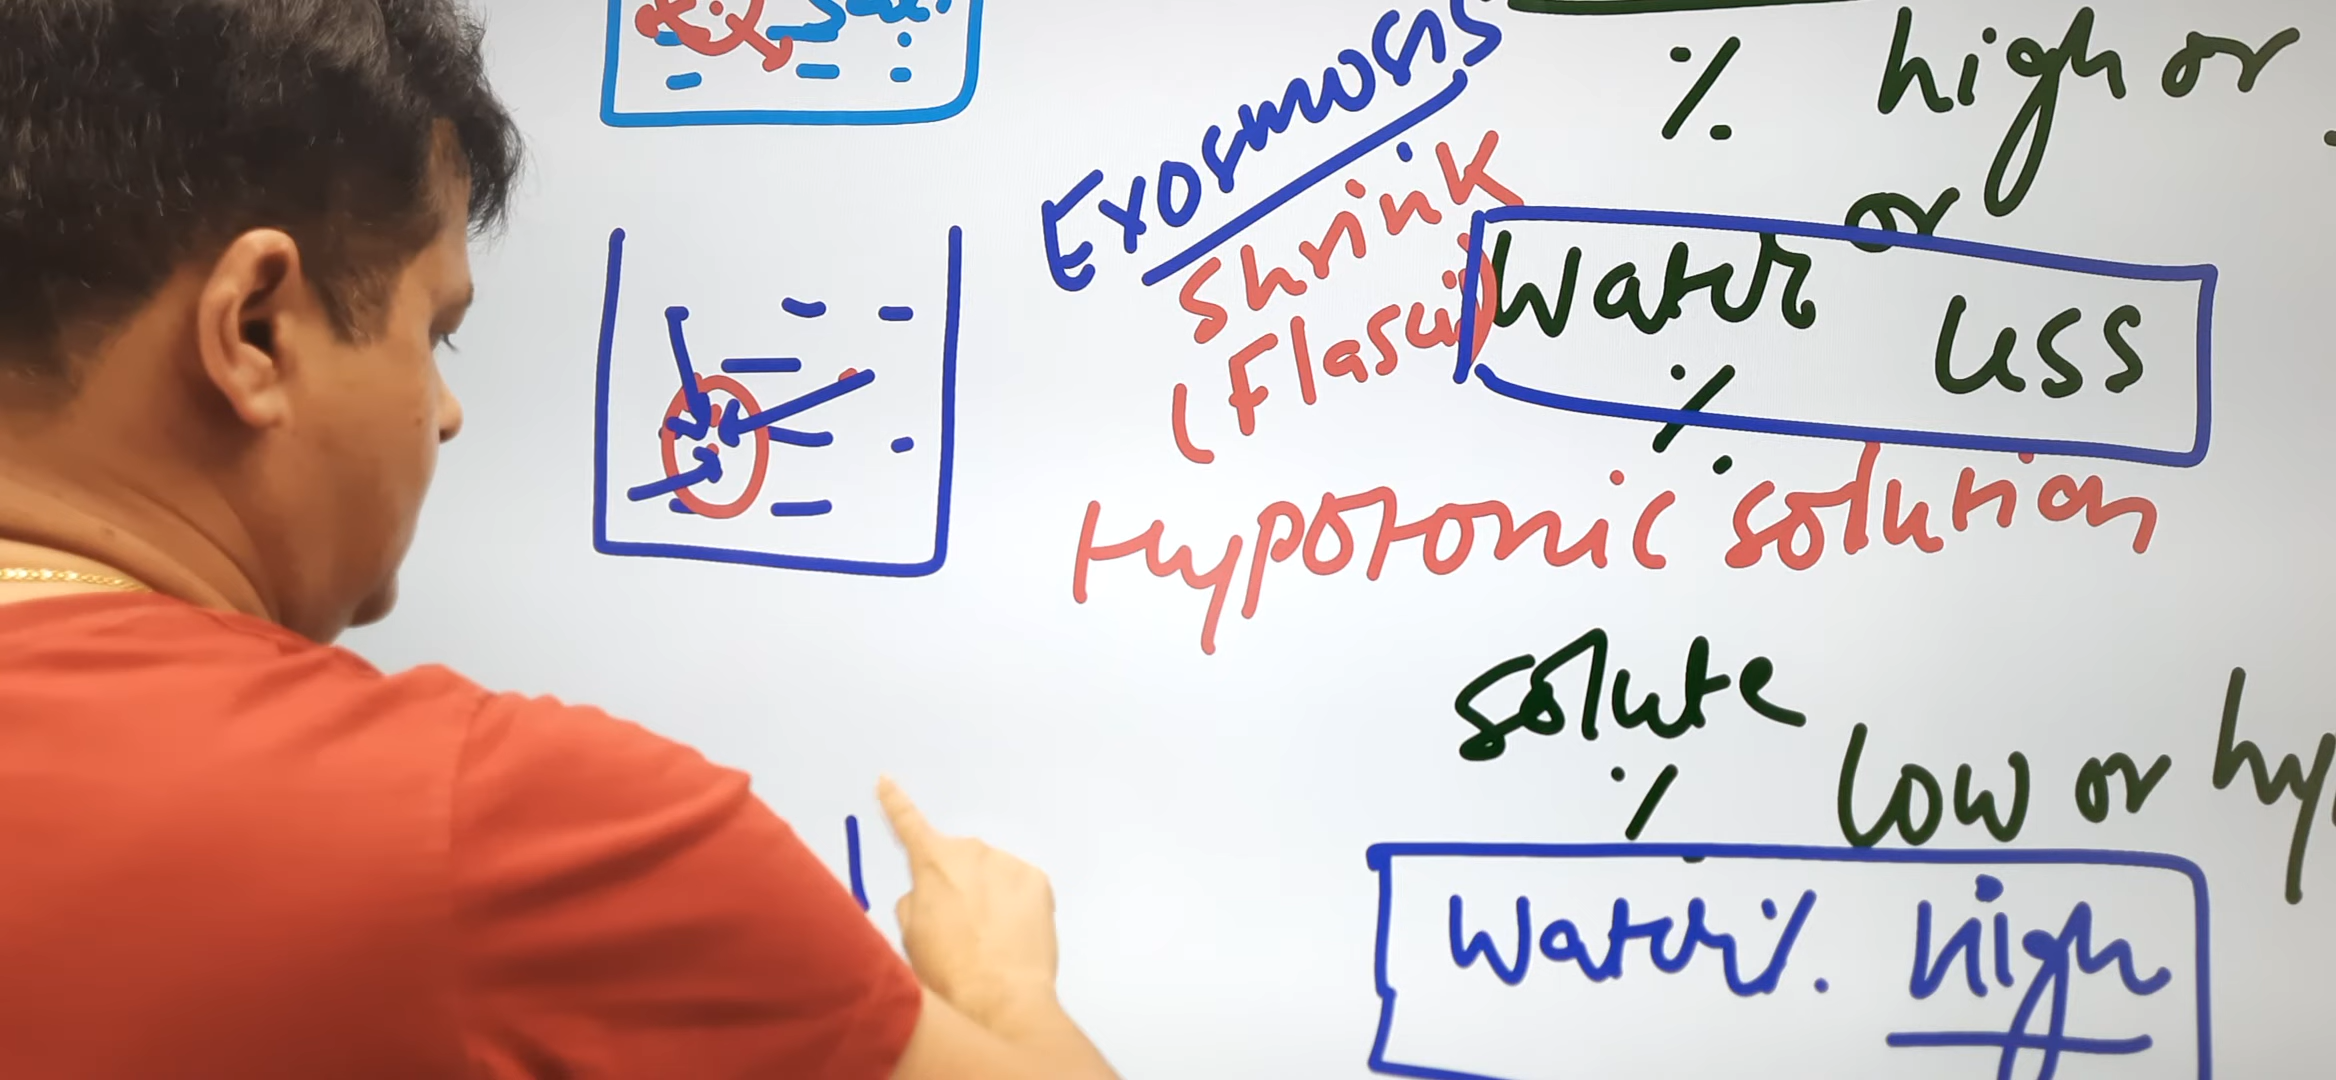 Exosmosis
% high or
Shrink
or
Water less
%
(Flasci
Hypotonic solution
solute
% low or hy
Water % high